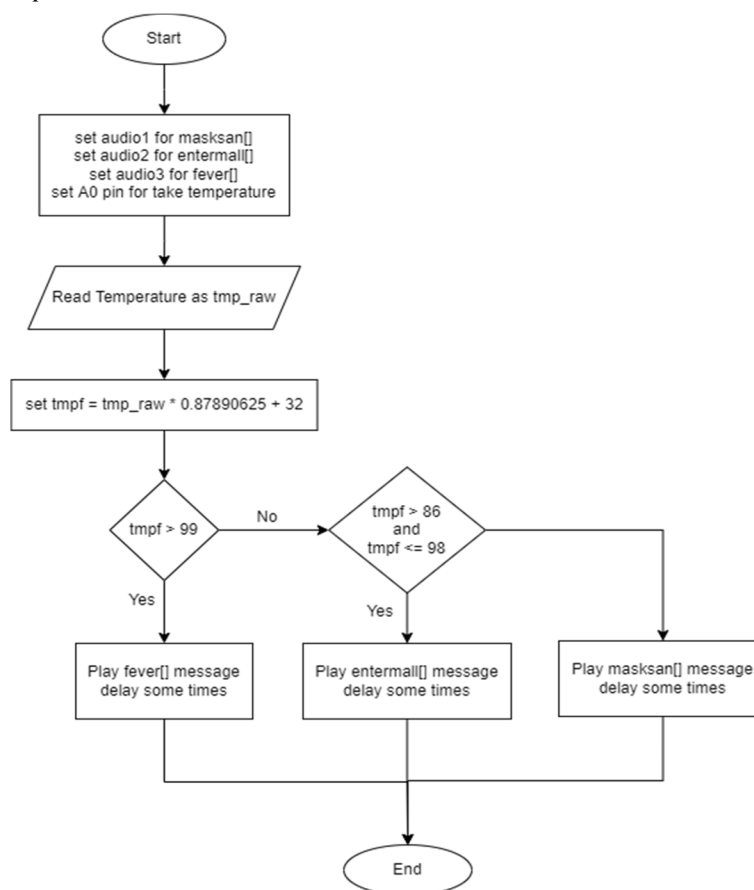 Start
set audio1 for masksan[]
set audio2 for entermall[]
set audio3 for fever[]
set A0 pin for take temperature
Read Temperature as tmp_raw
set tmpf = tmp_raw * 0.87890625 + 32
tmpf > 99
No
tmpf > 86
and
tmpf <= 98
Yes
Yes
Play fever[] message
delay some times
Play entermall[] message
delay some times
Play masksan[] message
delay some times
End